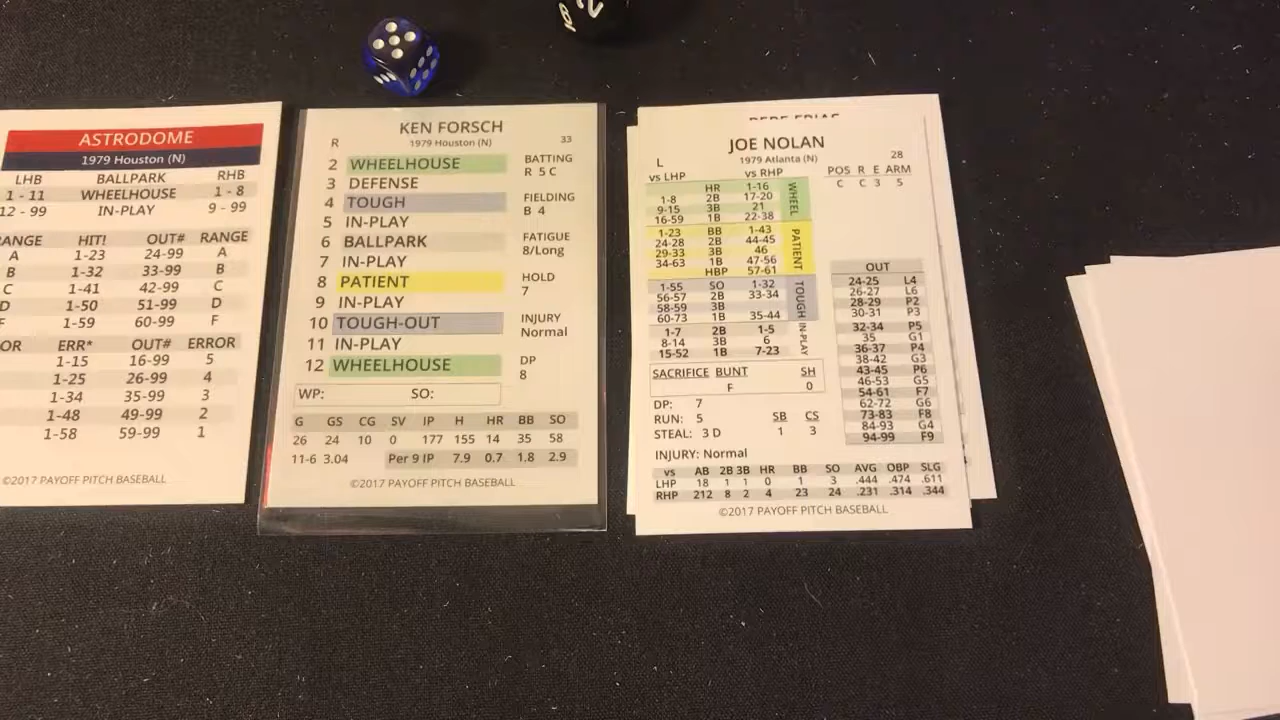 ASTRODOME
1979 Houston (N)
LHB BALLPARK RHB
1 - 11 WHEELHOUSE 1 - 8
12 - 99 IN-PLAY 9 - 99
ANGE HIT! OUT# RANGE
A 1-23 24-99 A
B 1-32 33-99 B
C 1-41 42-99 C
D 1-50 51-99 D
F 1-59 60-99 F
OR ERR* OUT# ERROR
1-15 16-99 5
1-25 26-99 4
1-34 35-99 3
1-48 49-99 2
1-58 59-99 1
©2017 PAYOFF PITCH BASEBALL
KEN FORSCH
R 1979 Houston (N) 33
2 WHEELHOUSE
3 DEFENSE
4 TOUGH
5 IN-PLAY
6 BALLPARK
7 IN-PLAY
8 PATIENT
9 IN-PLAY
10 TOUGH-OUT
11 IN-PLAY
12 WHEELHOUSE
BATTING
R 5 C
FIELDING
B 4
FATIGUE
8/Long
HOLD
7
INJURY
Normal
DP
8
WP: SO:
G GS CG SV IP H HR BB SO
26 24 10 0 177 155 14 35 58
11-6 3.04 Per 9 IP 7.9 0.7 1.8 2.9
©2017 PAYOFF PITCH BASEBALL
JOE NOLAN
L 1979 Atlanta (N) 28
vs LHP vs RHP
HR 1-16
1-8 2B 17-20
9-15 3B 21
16-59 1B 22-38
WHEEL
1-23 BB 1-43
24-28 2B 44-45
29-33 3B 46
34-63 1B 47-56
HBP 57-61
PATIENT
1-55 SO 1-32
56-57 2B 33-34
58-59 3B
60-73 1B 35-44
TOUGH
1-7 2B 1-5
8-14 3B 6
15-52 1B 7-23
IN-PLAY
POS R E ARM
C C 3 5
OUT
24-25 L4
26-27 L6
28-29 P2
30-31 P3
32-34 P5
35 G1
36-37 P4
38-42 G3
43-45 P6
46-53 G5
54-61 F7
62-72 G6
73-83 F8
84-93 G4
94-99 F9
SACRIFICE BUNT SH
F 0
DP: 7
RUN: 5 SB CS
STEAL: 3 D 1 3
INJURY: Normal
vs AB 2B 3B HR BB SO AVG OBP SLG
LHP 18 1 1 0 1 3 .444 .474 .611
RHP 212 8 2 4 23 24 .231 .314 .344
©2017 PAYOFF PITCH BASEBALL